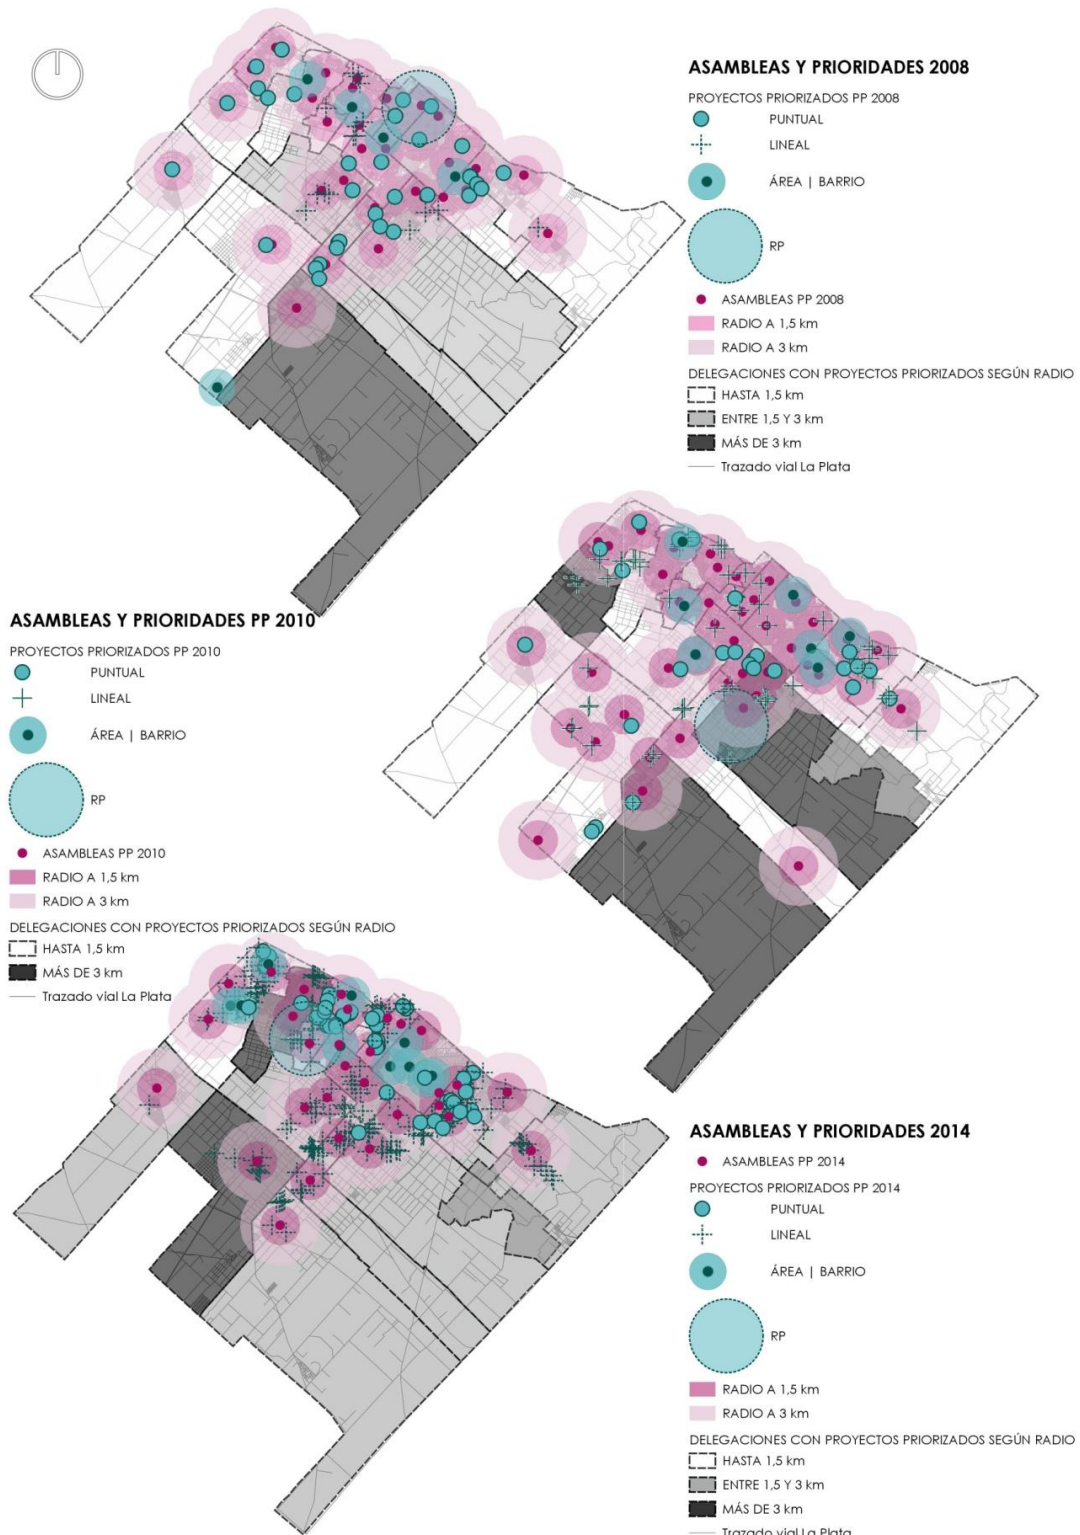 ASAMBLEAS Y PRIORIDADES 2008
PROYECTOS PRIORIZADOS PP 2008
PUNTUAL
LINEAL
ÁREA | BARRIO
RP
ASAMBLEAS PP 2008
RADIO A 1,5 km
RADIO A 3 km
DELEGACIONES CON PROYECTOS PRIORIZADOS SEGÚN RADIO
HASTA 1,5 km
ENTRE 1,5 Y 3 km
MÁS DE 3 km
Trazado vial La Plata
ASAMBLEAS Y PRIORIDADES PP 2010
PROYECTOS PRIORIZADOS PP 2010
PUNTUAL
LINEAL
ÁREA | BARRIO
RP
ASAMBLEAS PP 2010
RADIO A 1,5 km
RADIO A 3 km
DELEGACIONES CON PROYECTOS PRIORIZADOS SEGÚN RADIO
HASTA 1,5 km
MÁS DE 3 km
Trazado vial La Plata
ASAMBLEAS Y PRIORIDADES 2014
ASAMBLEAS PP 2014
PROYECTOS PRIORIZADOS PP 2014
PUNTUAL
LINEAL
ÁREA | BARRIO
RP
RADIO A 1,5 km
RADIO A 3 km
DELEGACIONES CON PROYECTOS PRIORIZADOS SEGÚN RADIO
HASTA 1,5 km
ENTRE 1,5 Y 3 km
MÁS DE 3 km
Trazado vial La Plata